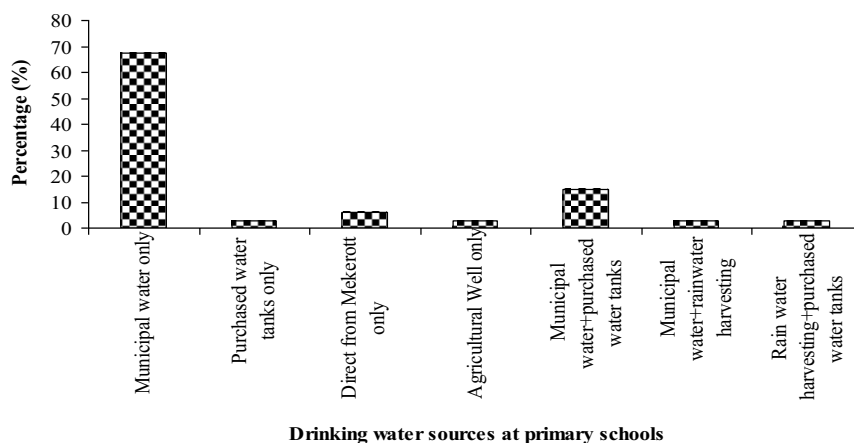 80
70
60
50
40
30
20
10
0
Percentage (%)
Municipal water only
Purchased water
tanks only
Direct from Mekerott
only
Agricultural Well only
Municipal
water+purchased
water tanks
Municipal
water+rainwater
harvesting
Rain water
harvesting+purchased
water tanks
Drinking water sources at primary schools